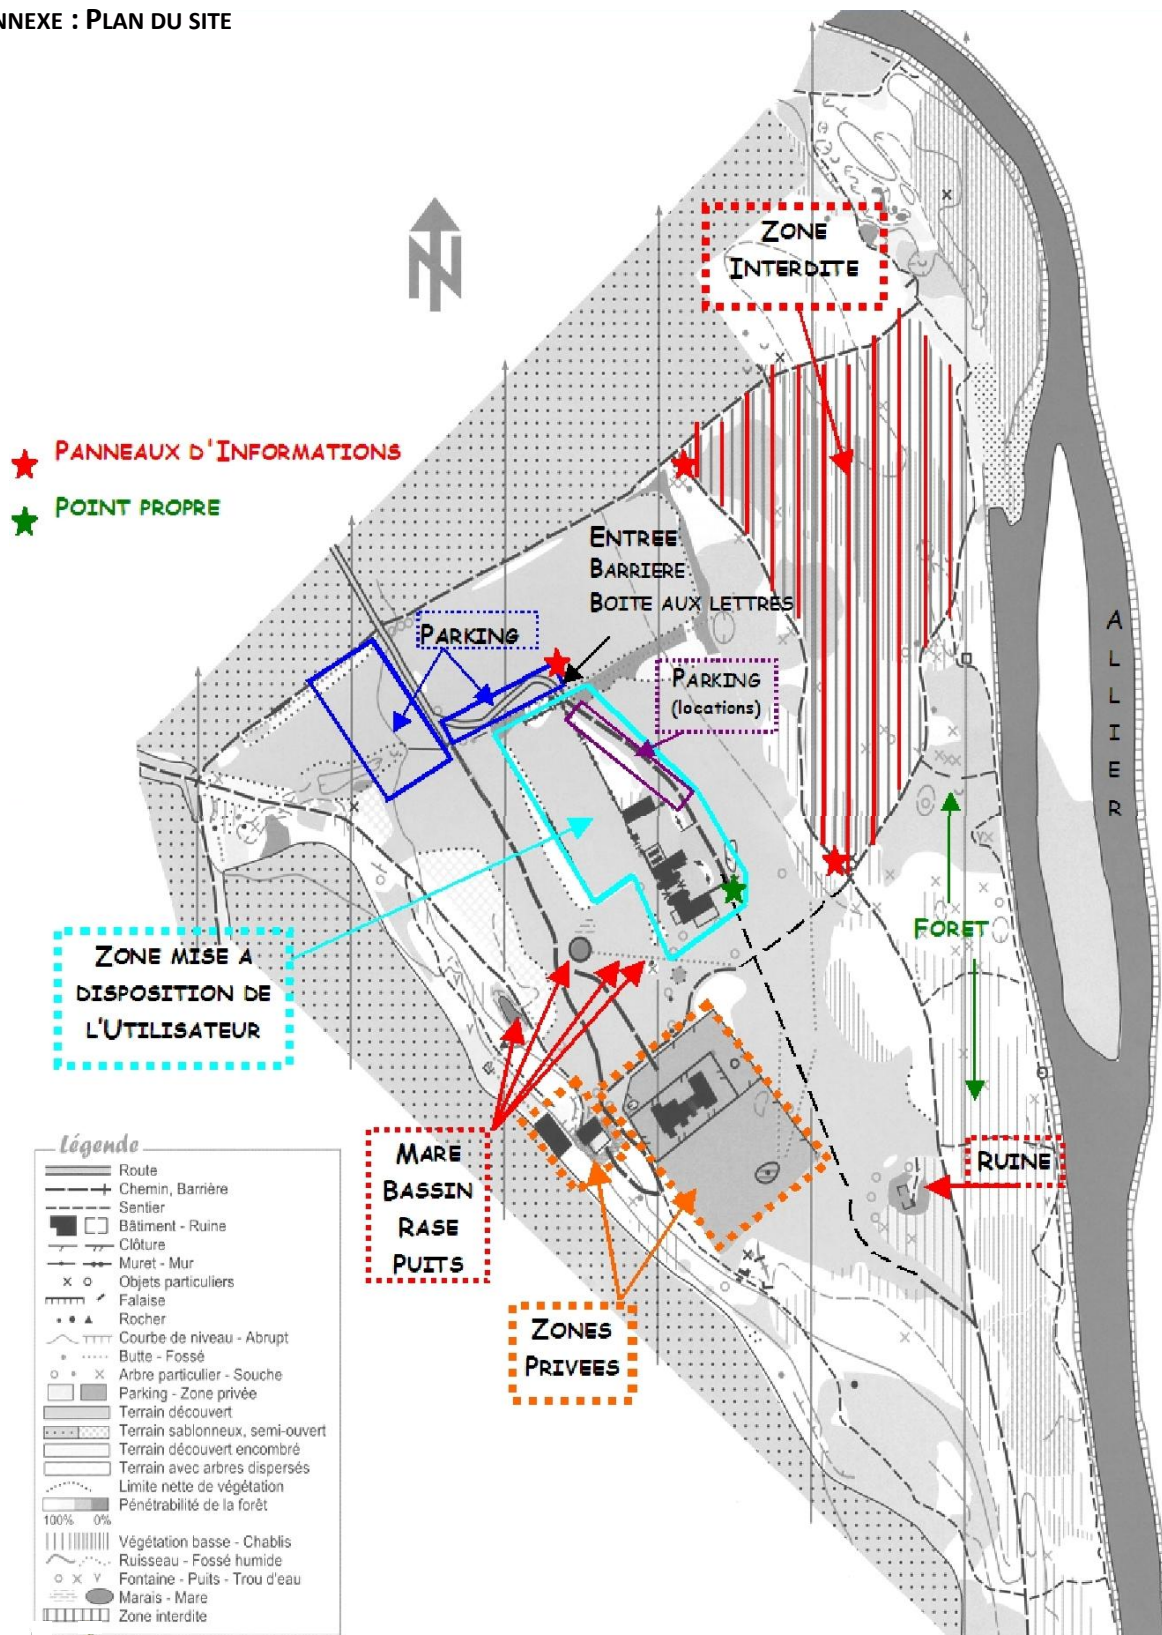 NNEXE : PLAN DU SITE
N
ZONE
INTERDITE
PANNEAUX D'INFORMATIONS
POINT PROPRE
ENTREE
BARRIERE
BOITE AUX LETTRES
PARKING
PARKING
(locations)
ALLIER
FORET
ZONE MISE A
DISPOSITION DE
L'UTILISATEUR
MARE
BASSIN
RASE
PUITS
RUINE
ZONES
PRIVEES
Légende
Route
Chemin, Barrière
Sentier
Bâtiment - Ruine
Clôture
Muret - Mur
Objets particuliers
Falaise
Rocher
Courbe de niveau - Abrupt
Butte - Fossé
Arbre particulier - Souche
Parking - Zone privée
Terrain découvert
Terrain sablonneux, semi-ouvert
Terrain découvert encombré
Terrain avec arbres dispersés
Limite nette de végétation
Pénétrabilité de la forêt
100% 0%
Végétation basse - Chablis
Ruisseau - Fossé humide
Fontaine - Puits - Trou d'eau
Marais - Mare
Zone interdite